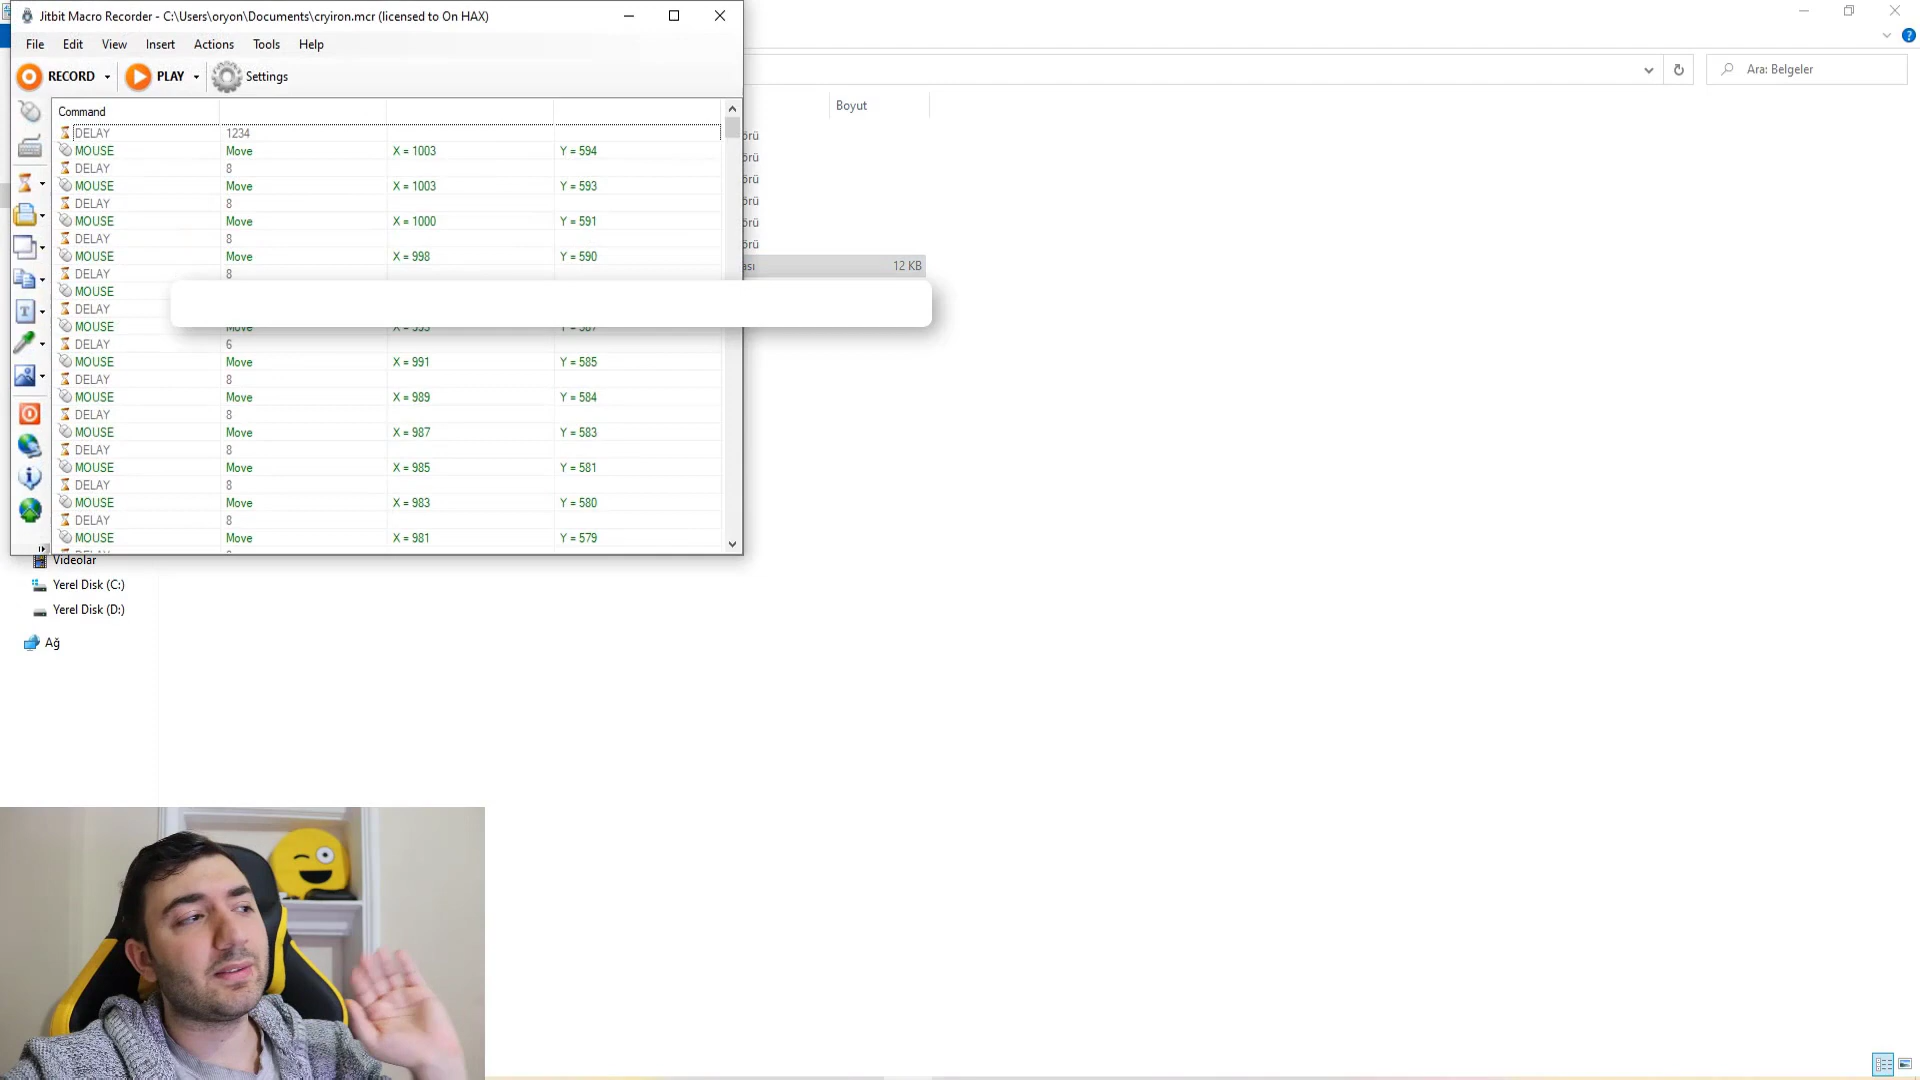 Jitbit Macro Recorder - C:\Users\oryon\Documents\cryiron.mcr (licensed to On HAX)
File Edit View Insert Actions Tools Help
RECORD PLAY Settings
Ara: Belgeler
Boyut
Command
DELAY 1234
MOUSE Move X = 1003 Y = 594
DELAY 8
MOUSE Move X = 1003 Y = 593
DELAY 8
MOUSE Move X = 1000 Y = 591
DELAY 8
MOUSE Move X = 998 Y = 590
DELAY 8
12 KB
MOUSE
DELAY
MOUSE
DELAY 6
MOUSE Move X = 991 Y = 585
DELAY 8
MOUSE Move X = 989 Y = 584
DELAY 8
MOUSE Move X = 987 Y = 583
DELAY 8
MOUSE Move X = 985 Y = 581
DELAY 8
MOUSE Move X = 983 Y = 580
DELAY 8
MOUSE Move X = 981 Y = 579
Videolar
Yerel Disk (C:)
Yerel Disk (D:)
Ağ